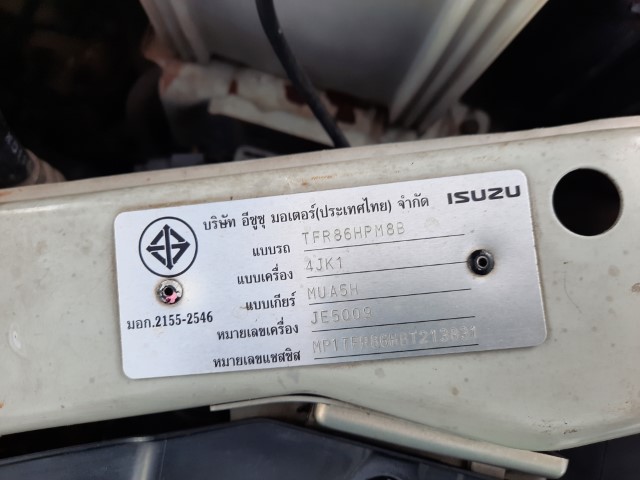 บริษัท อีซูซุ มอเตอร์(ประเทศไทย) จำกัด ISUZU
แบบรถ TFR86HPM8B
แบบเครื่อง 4JK1
แบบเกียร์ MUA5H
มอก.2155-2546
หมายเลขเครื่อง JE5009
หมายเลขแชสซิส